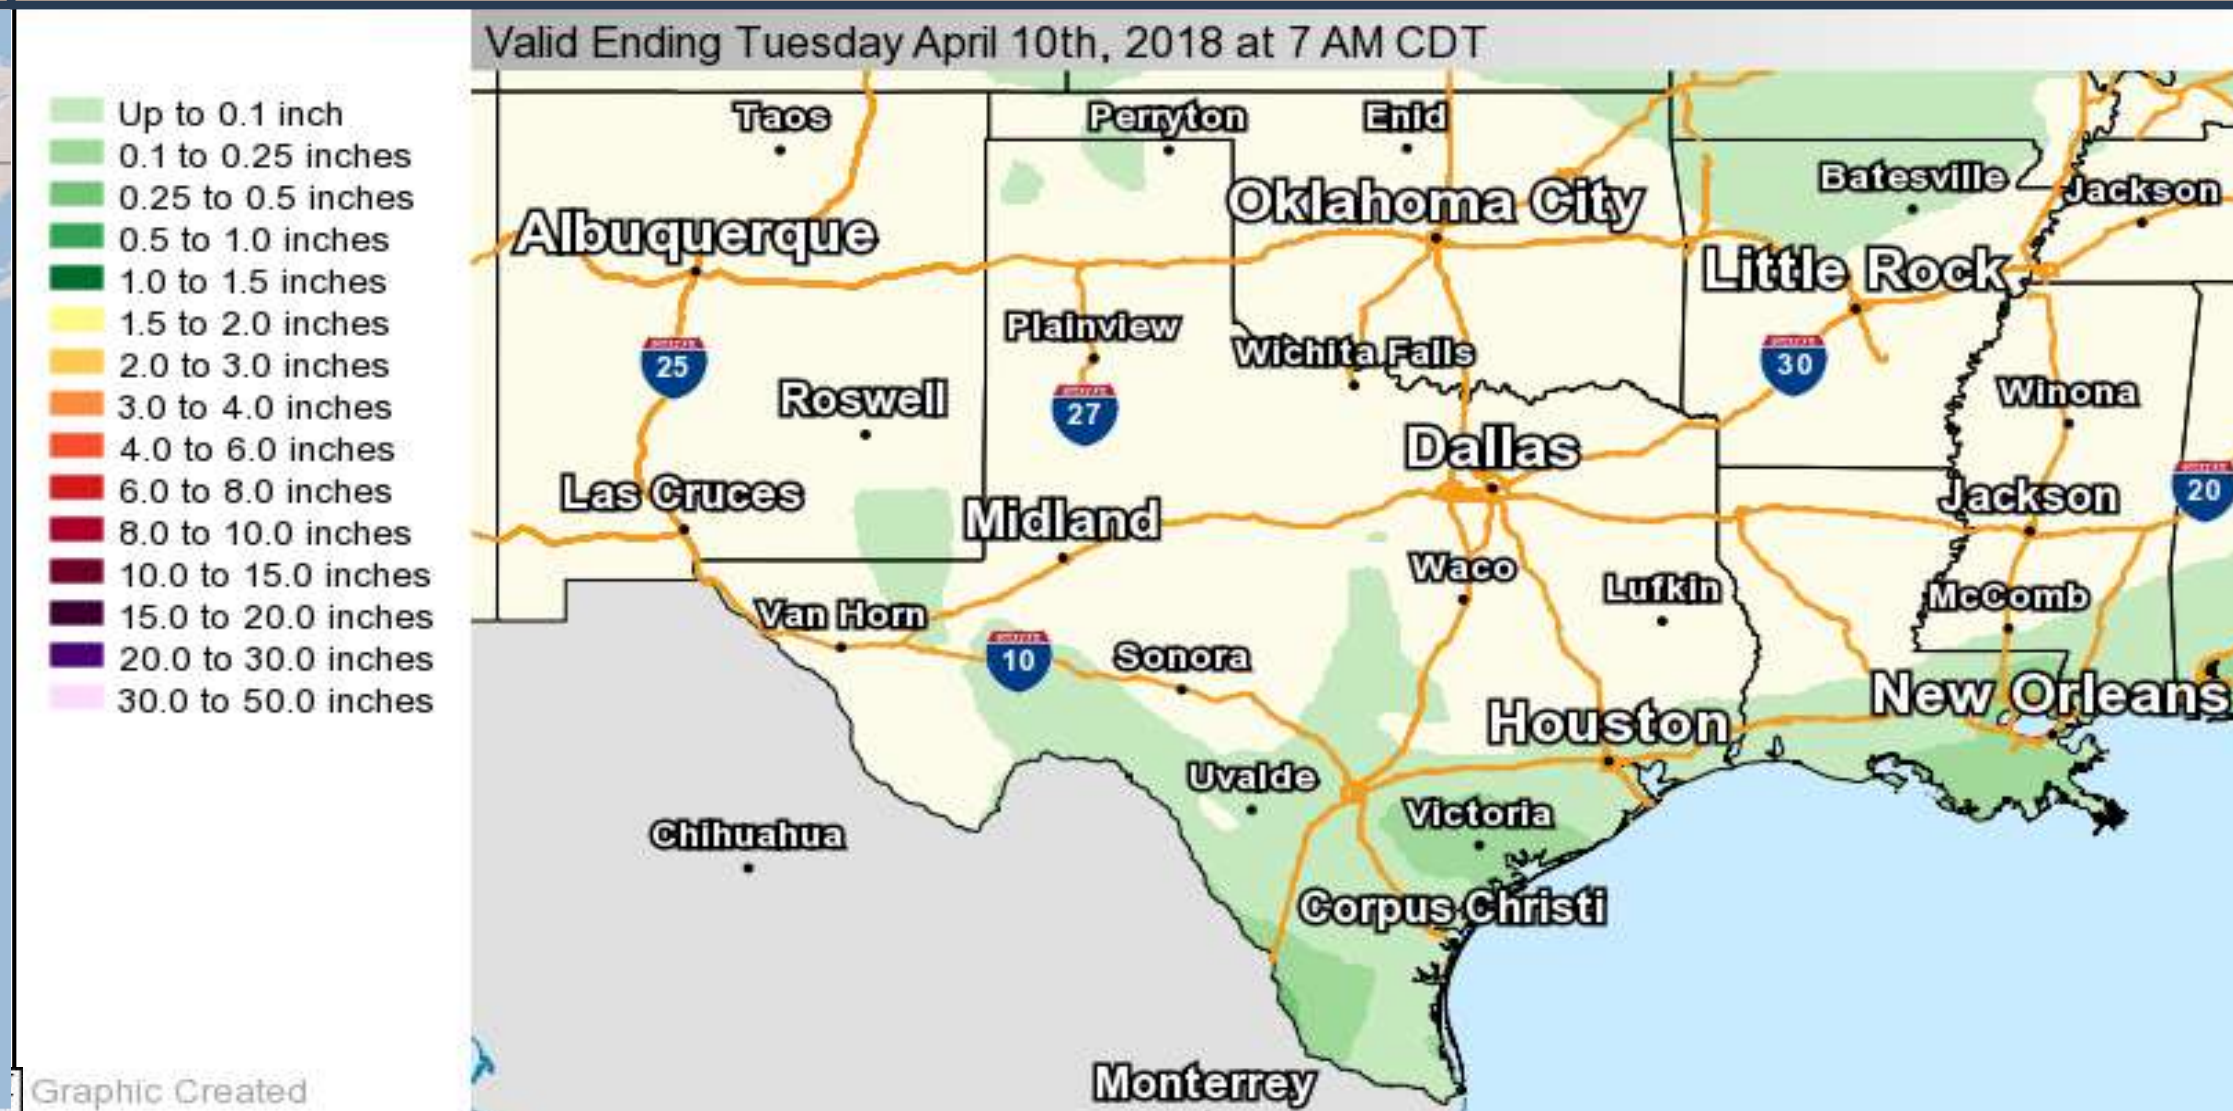 Valid Ending Tuesday April 10th, 2018 at 7 AM CDT
Up to 0.1 inch
0.1 to 0.25 inches
0.25 to 0.5 inches
0.5 to 1.0 inches
1.0 to 1.5 inches
1.5 to 2.0 inches
2.0 to 3.0 inches
3.0 to 4.0 inches
4.0 to 6.0 inches
6.0 to 8.0 inches
8.0 to 10.0 inches
10.0 to 15.0 inches
15.0 to 20.0 inches
20.0 to 30.0 inches
30.0 to 50.0 inches
Graphic Created
Taos
Perryton
Enid
Batesville
Jackson
Oklahoma City
Albuquerque
Little Rock
Plainview
Wichita Falls
25
30
Winona
Roswell
27
Dallas
Las Cruces
Midland
Jackson
20
Waco
Lufkin
McComb
Van Horn
10
Sonora
New Orleans
Houston
Uvalde
Victoria
Chihuahua
Corpus Christi
Monterrey